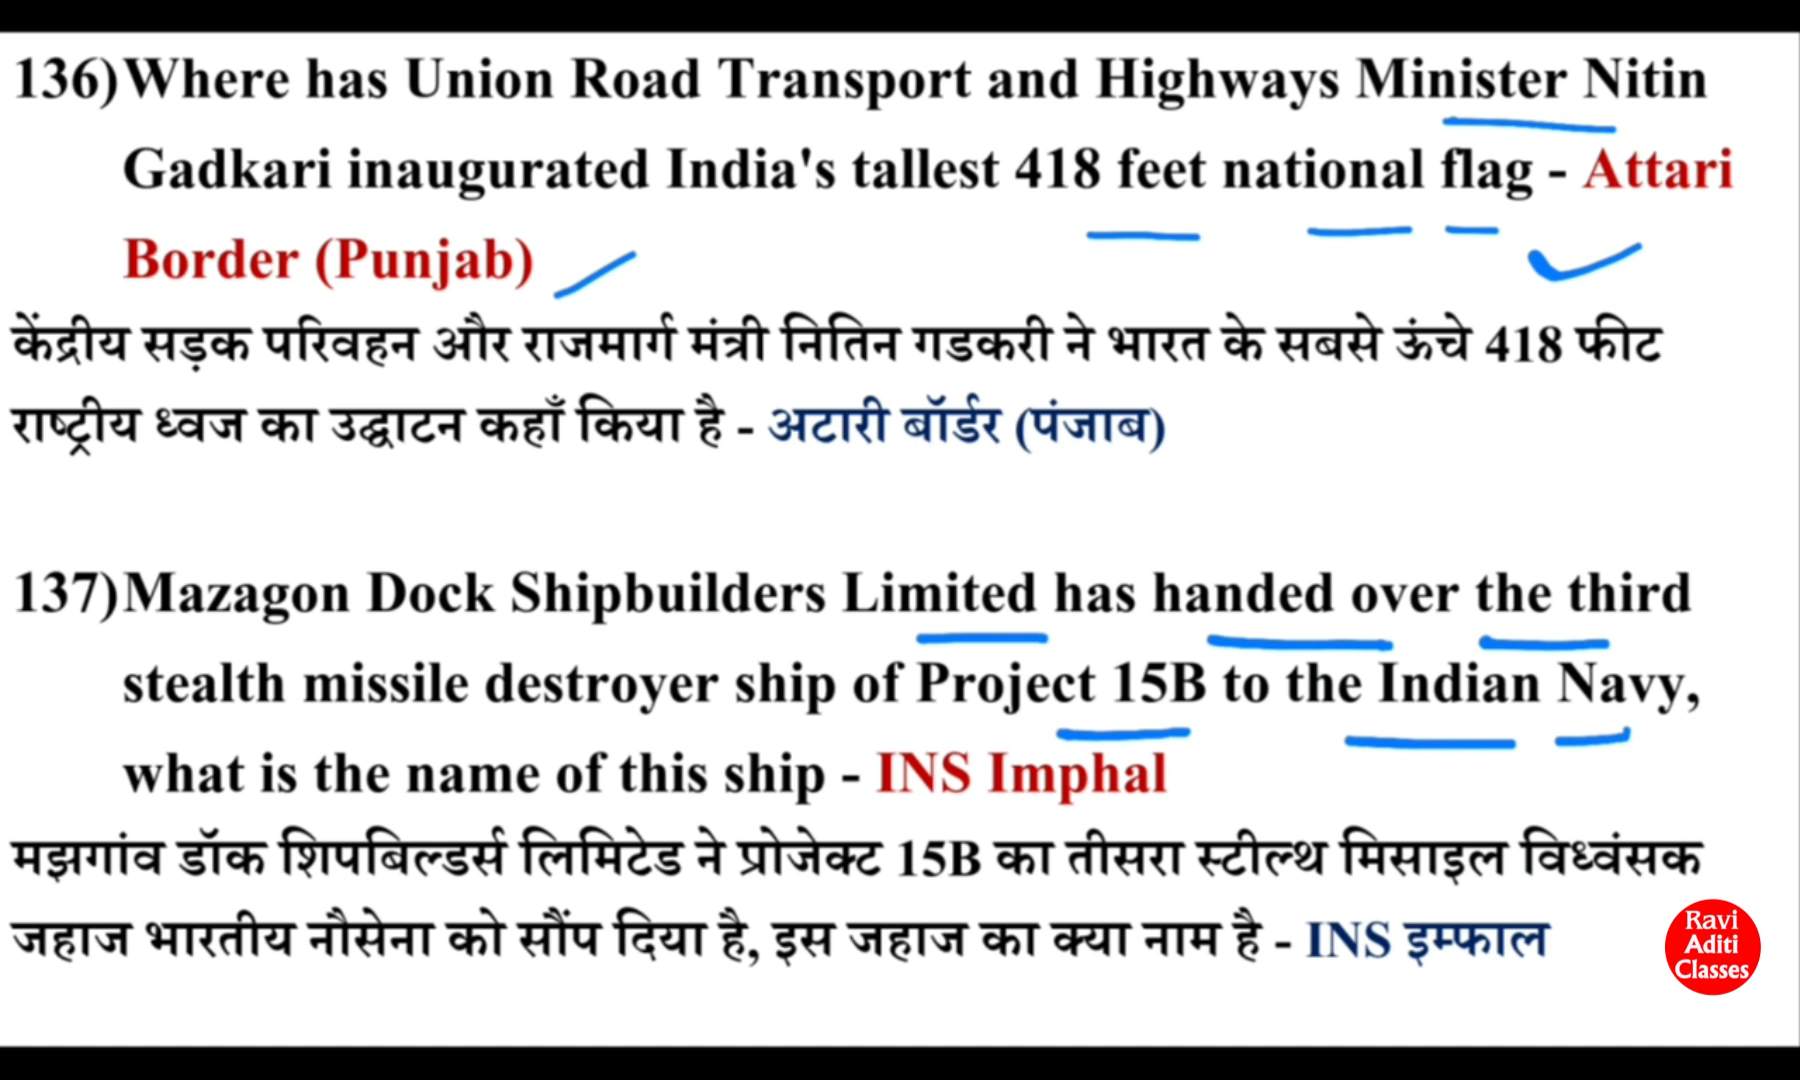 136)Where has Union Road Transport and Highways Minister Nitin
Gadkari inaugurated India's tallest 418 feet national flag - Attari
Border (Punjab)
केंद्रीय सड़क परिवहन और राजमार्ग मंत्री नितिन गडकरी ने भारत के सबसे ऊंचे 418 फीट
राष्ट्रीय ध्वज का उद्घाटन कहाँ किया है - अटारी बॉर्डर (पंजाब)
137)Mazagon Dock Shipbuilders Limited has handed over the third
stealth missile destroyer ship of Project 15B to the Indian Navy,
what is the name of this ship - INS Imphal
मझगांव डॉक शिपबिल्डर्स लिमिटेड ने प्रोजेक्ट 15B का तीसरा स्टील्थ मिसाइल विध्वंसक
जहाज भारतीय नौसेना को सौंप दिया है, इस जहाज का क्या नाम है - INS इम्फाल
Ravi
Aditi
Classes